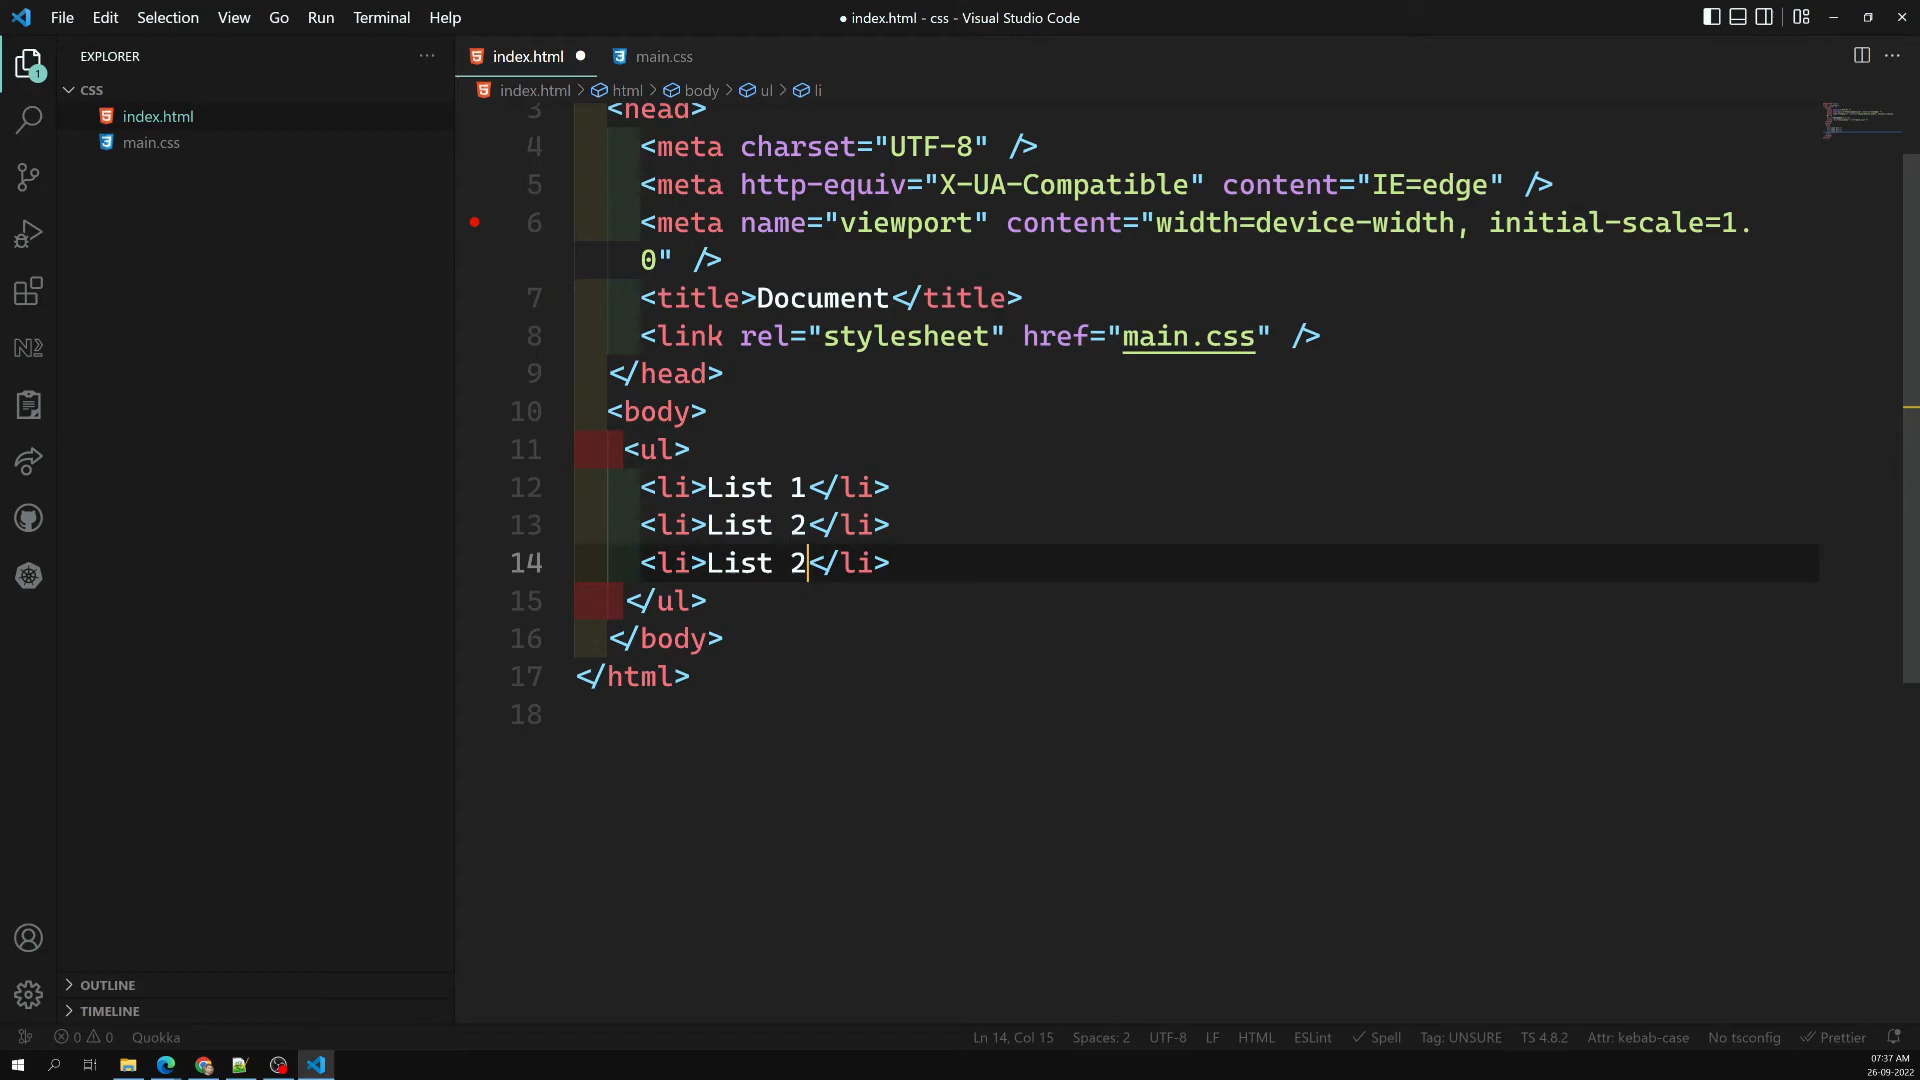 File Edit Selection View Go Run Terminal Help
● index.html - css - Visual Studio Code
EXPLORER
index.html
main.css
1
CSS
index.html > html > body > ul > li
index.html
main.css
3 <head>
4 <meta charset="UTF-8" />
5 <meta http-equiv="X-UA-Compatible" content="IE=edge" />
6 <meta name="viewport" content="width=device-width, initial-scale=1.
0" />
7 <title>Document</title>
8 <link rel="stylesheet" href="main.css" />
9 </head>
10 <body>
11 <ul>
12 <li>List 1</li>
13 <li>List 2</li>
14 <li>List 2</li>
15 </ul>
16 </body>
17 </html>
18
OUTLINE
TIMELINE
0 0 Quokka
Ln 14, Col 15 Spaces: 2 UTF-8 LF HTML ESLint Spell Tag: UNSURE TS 4.8.2 Attr: kebab-case No tsconfig Prettier
07:37 AM
26-09-2022